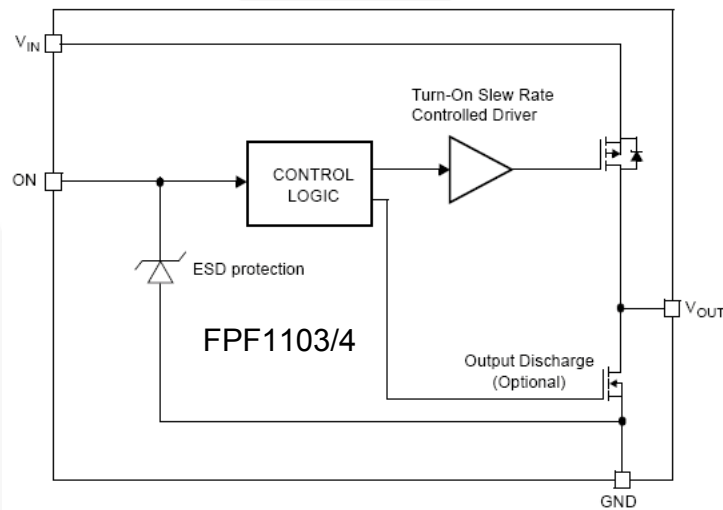 VIN
Turn-On Slew Rate
Controlled Driver
ON
CONTROL
LOGIC
ESD protection
FPF1103/4
VOUT
Output Discharge
(Optional)
GND